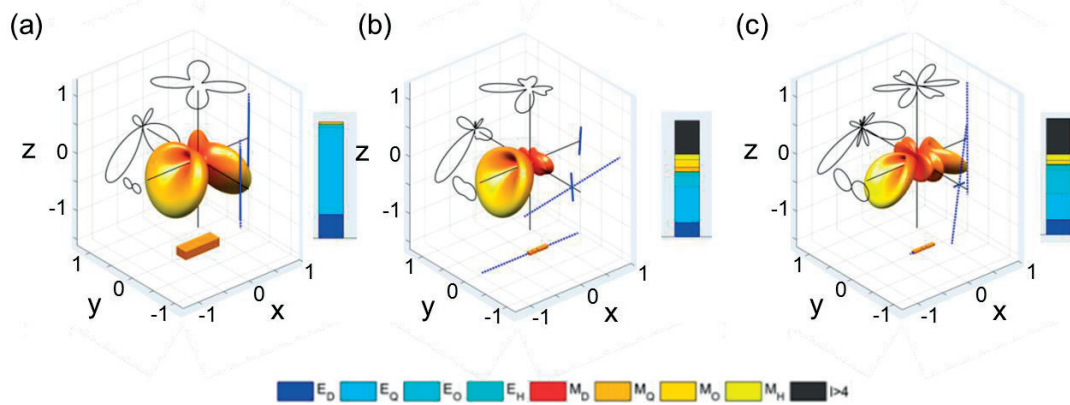 (a) (b) (c)
1 1 1
z 0 z 0 z 0
-1 -1 -1
1 0 -1 -1 0 1 1 0 -1 -1 0 1 1 0 -1 -1 0 1
y x y x y x
E_D E_Q E_O E_H M_D M_Q M_O M_H l>4